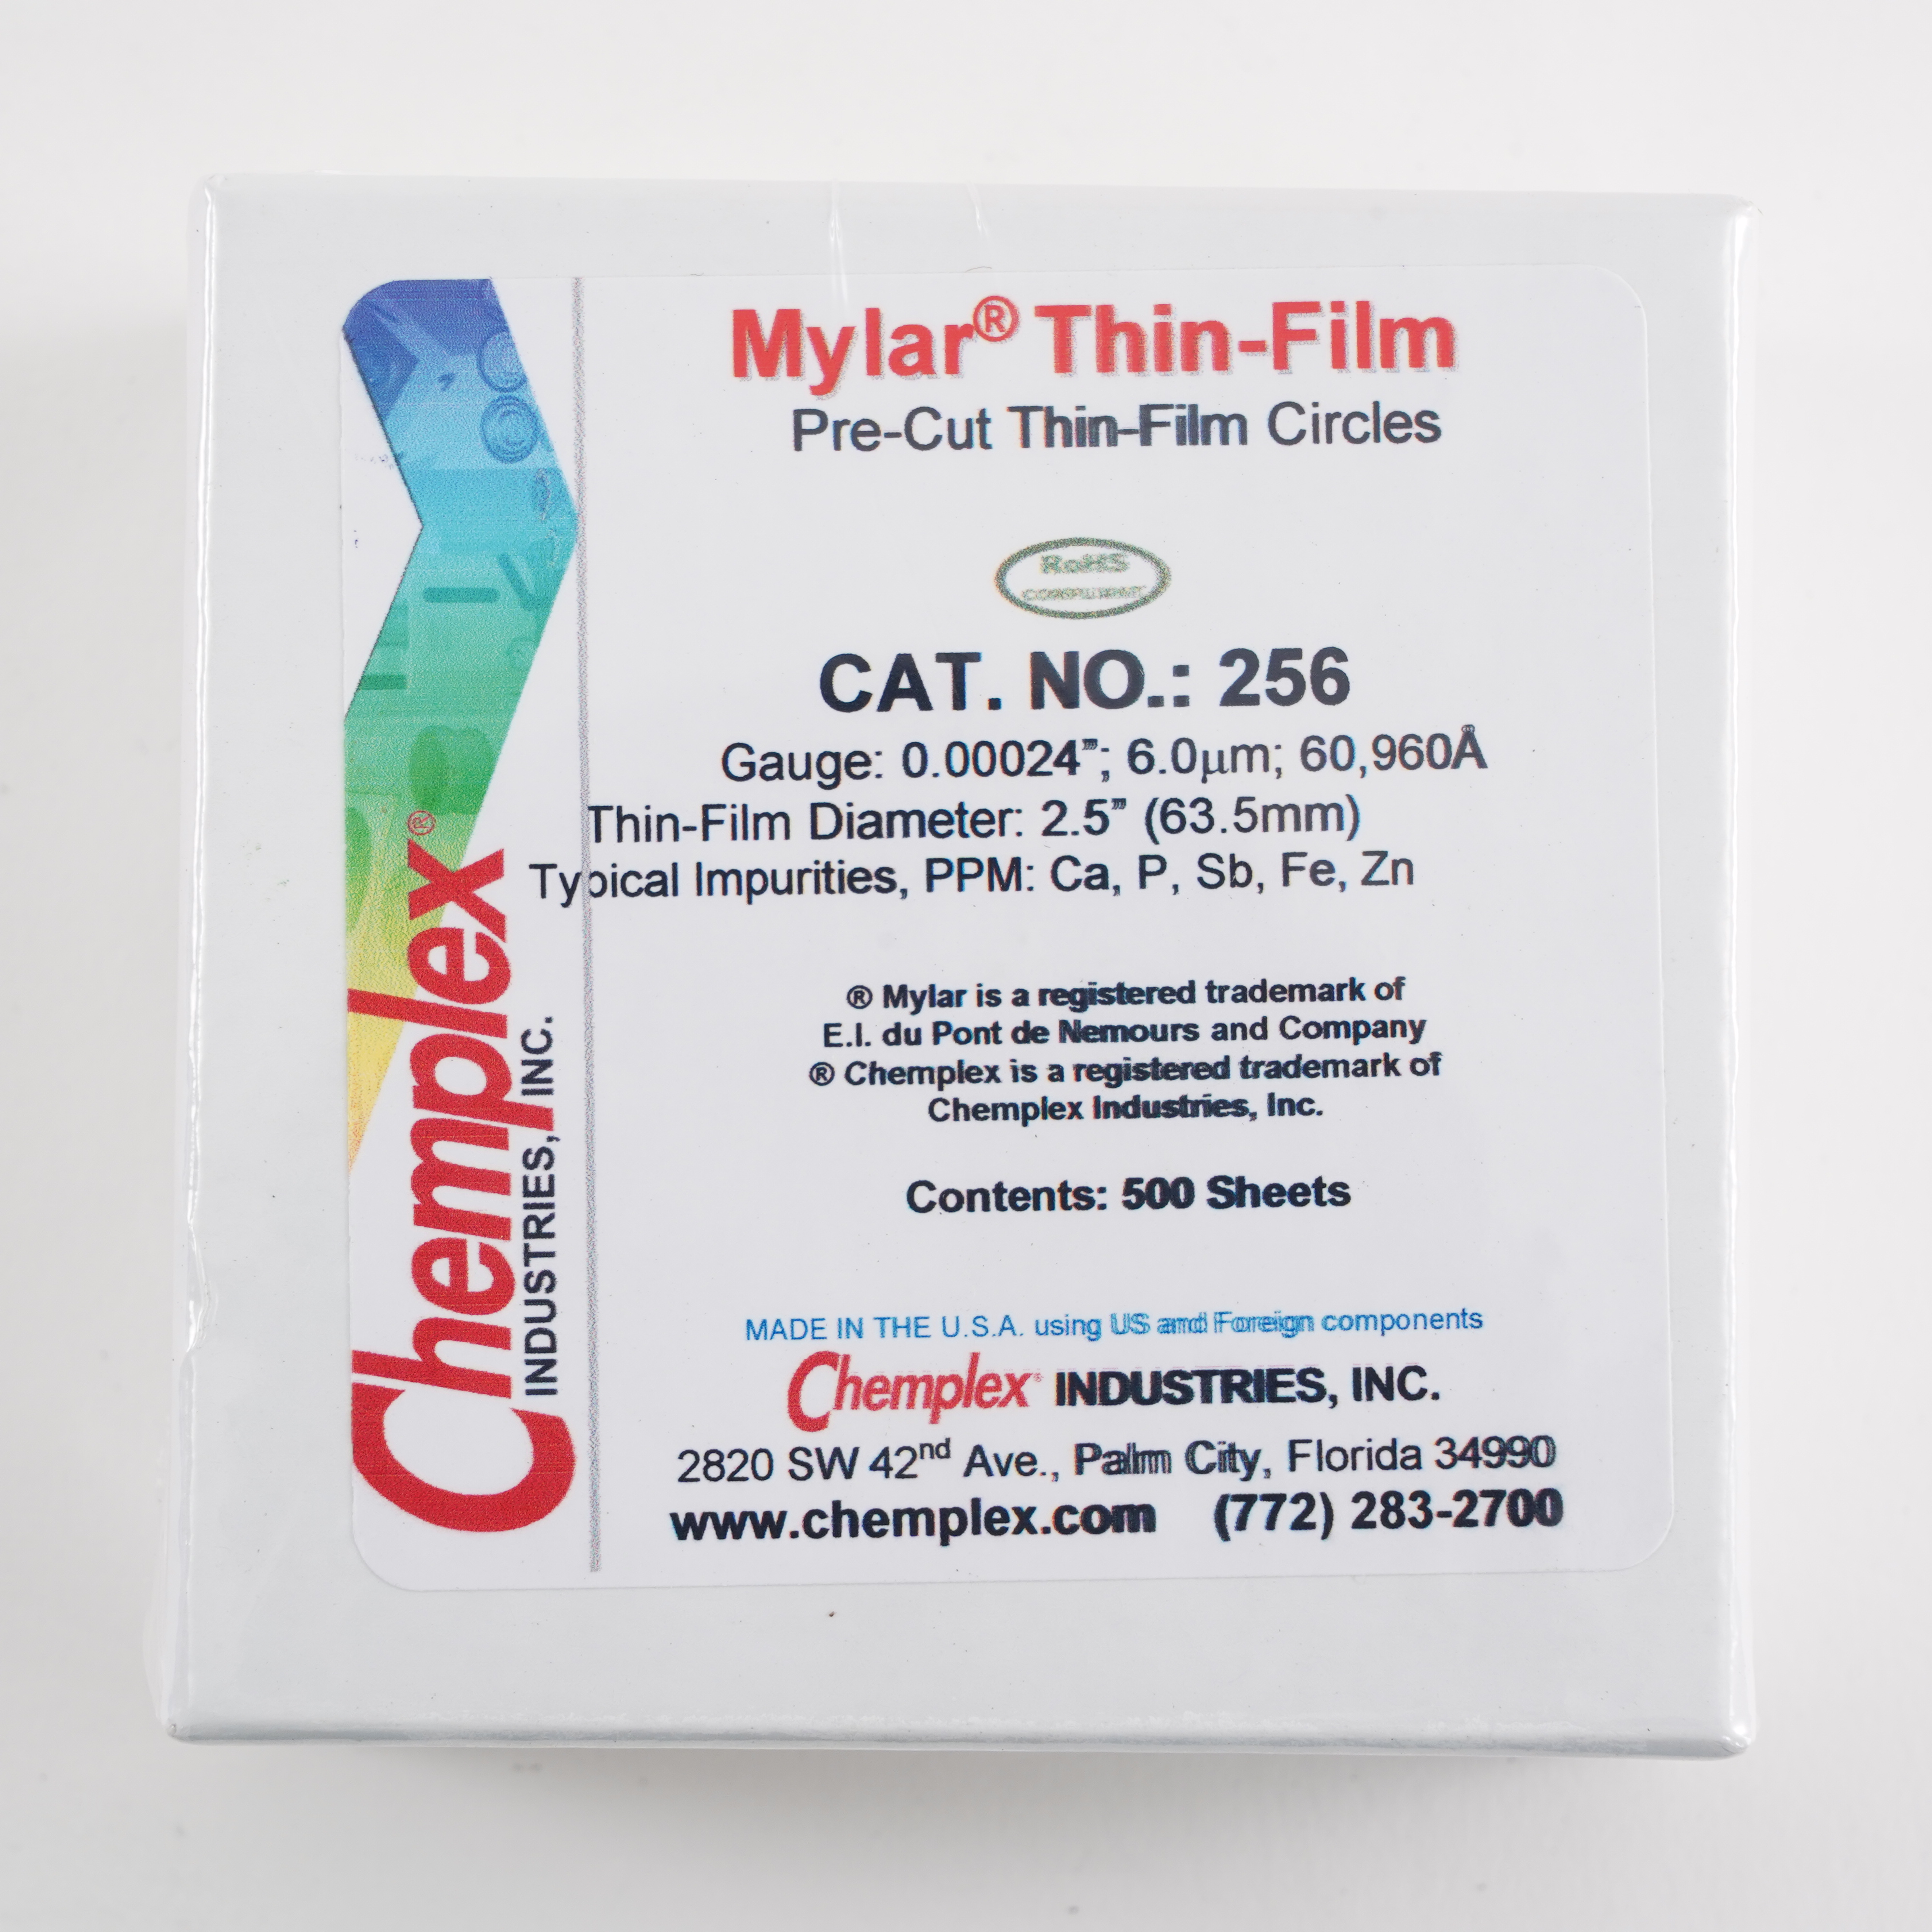 Mylar® Thin-Film
Pre-Cut Thin-Film Circles
RoHS
COMPLIANT
CAT. NO.: 256
Gauge: 0.00024"; 6.0µm; 60,960Å
Thin-Film Diameter: 2.5" (63.5mm)
Typical Impurities, PPM: Ca, P, Sb, Fe, Zn
® Mylar is a registered trademark of
E.I. du Pont de Nemours and Company
® Chemplex is a registered trademark of
Chemplex Industries, Inc.
Contents: 500 Sheets
MADE IN THE U.S.A. using US and Foreign components
Chemplex® INDUSTRIES, INC.
2820 SW 42nd Ave., Palm City, Florida 34990
www.chemplex.com (772) 283-2700
Chemplex®
INDUSTRIES, INC.